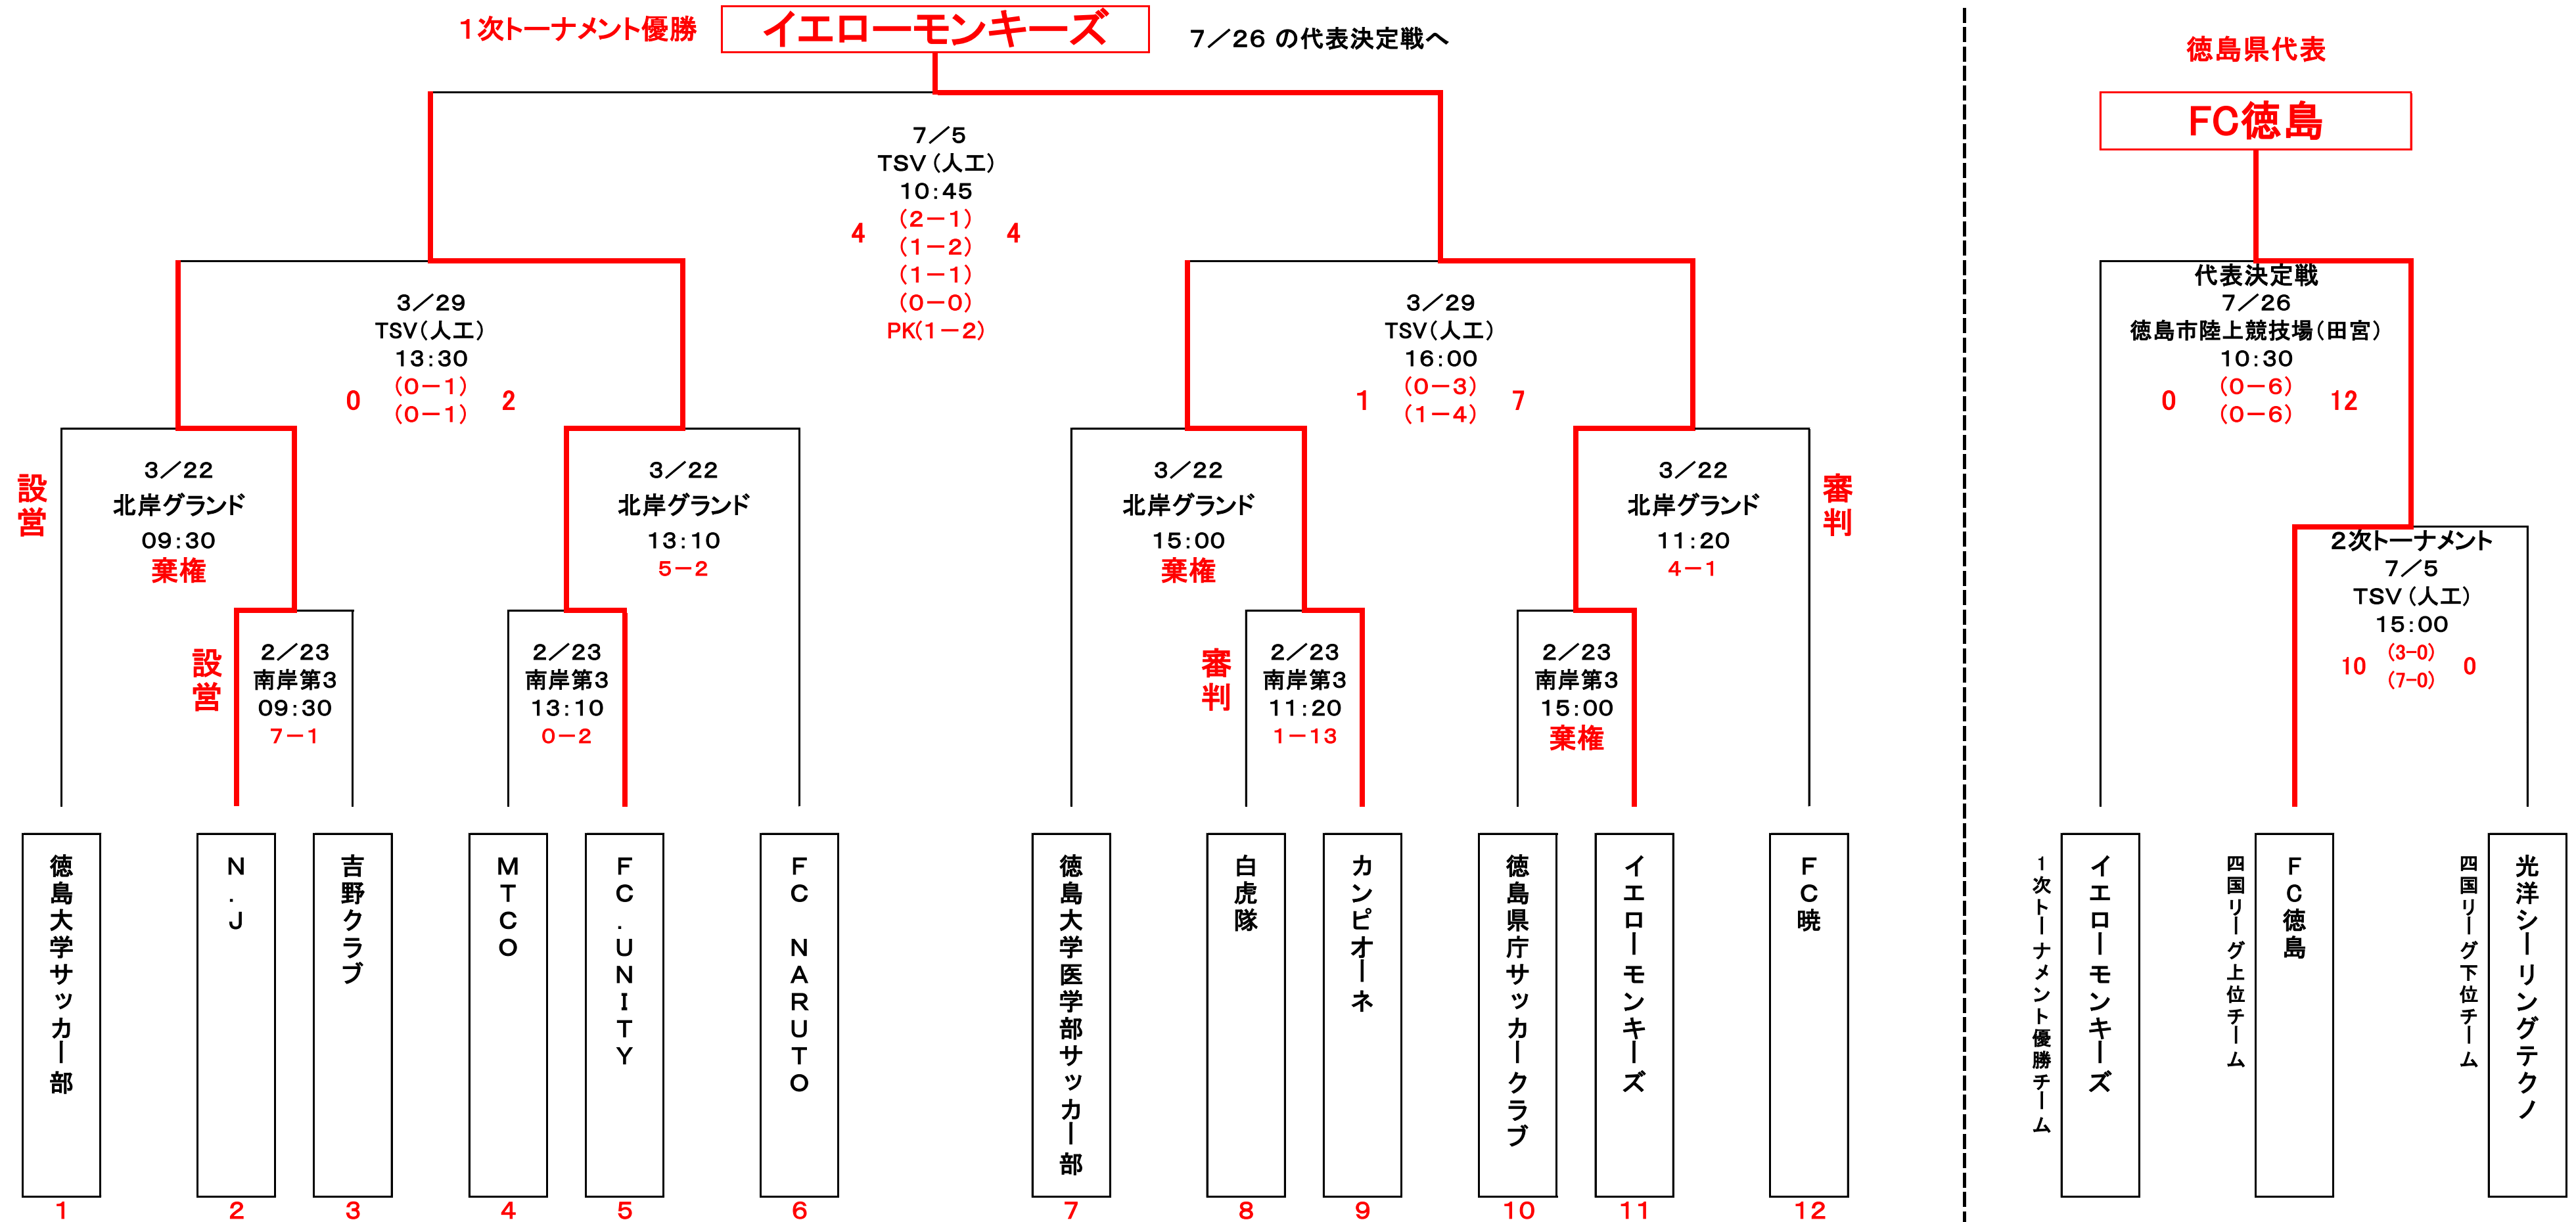 1次トーナメント優勝
イエローモンキーズ
7／26 の代表決定戦へ
7／5
TSV（人工）
10：45
（2－1）
4
4
（1－2）
（1－1）
（0－0）
PK（1－2）
3／29
TSV（人工）
13：30
（0－1）
0
2
（0－1）
3／29
TSV（人工）
16：00
（0－3）
1
7
（1－4）
設営
3／22
北岸グランド
09：30
棄権
3／22
北岸グランド
13：10
5－2
3／22
北岸グランド
15：00
棄権
3／22
北岸グランド
11：20
4－1
審判
設営
2／23
南岸第3
09：30
7－1
2／23
南岸第3
13：10
0－2
審判
2／23
南岸第3
11：20
1－13
2／23
南岸第3
15：00
棄権
徳島大学サッカー部
N．J
吉野クラブ
MTCO
FC．UNITY
FC NARUTO
徳島大学医学部サッカー部
白虎隊
カンピオーネ
徳島県庁サッカークラブ
イエローモンキーズ
FC暁
1
2
3
4
5
6
7
8
9
10
11
12
徳島県代表
FC徳島
代表決定戦
7／26
徳島市陸上競技場（田宮）
10：30
（0－6）
0
12
（0－6）
2次トーナメント
7／5
TSV（人工）
15：00
(3-0)
10
0
(7-0)
1次トーナメント優勝チーム
イエローモンキーズ
四国リーグ上位チーム
FC徳島
四国リーグ下位チーム
光洋シーリングテクノ